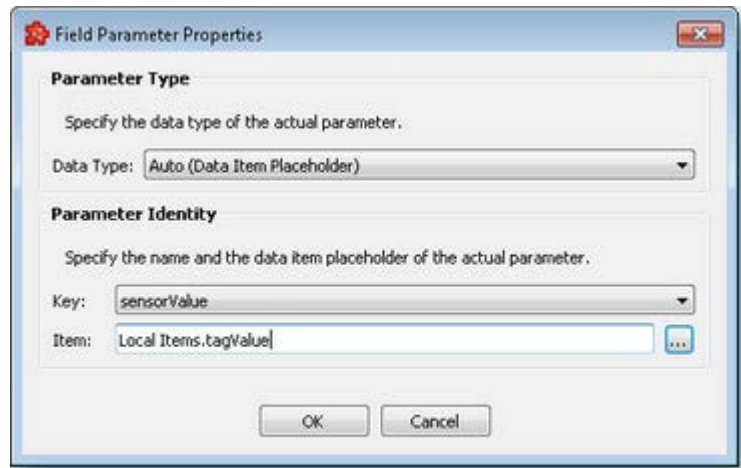 Field Parameter Properties
Parameter Type
Specify the data type of the actual parameter.
Data Type: Auto (Data Item Placeholder)
Parameter Identity
Specify the name and the data item placeholder of the actual parameter.
Key: sensorValue
Item: Local Items.tagValue ...
OK Cancel